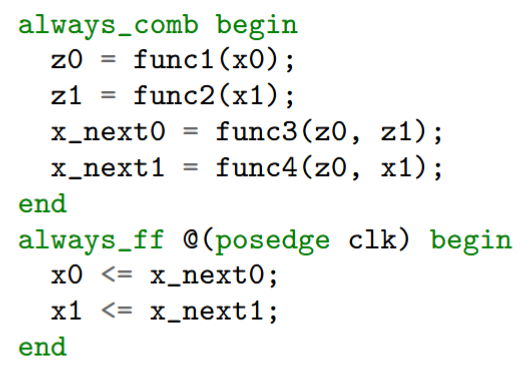 always_comb begin
  z0 = func1(x0);
  z1 = func2(x1);
  x_next0 = func3(z0, z1);
  x_next1 = func4(z0, x1);
end
always_ff @(posedge clk) begin
  x0 <= x_next0;
  x1 <= x_next1;
end